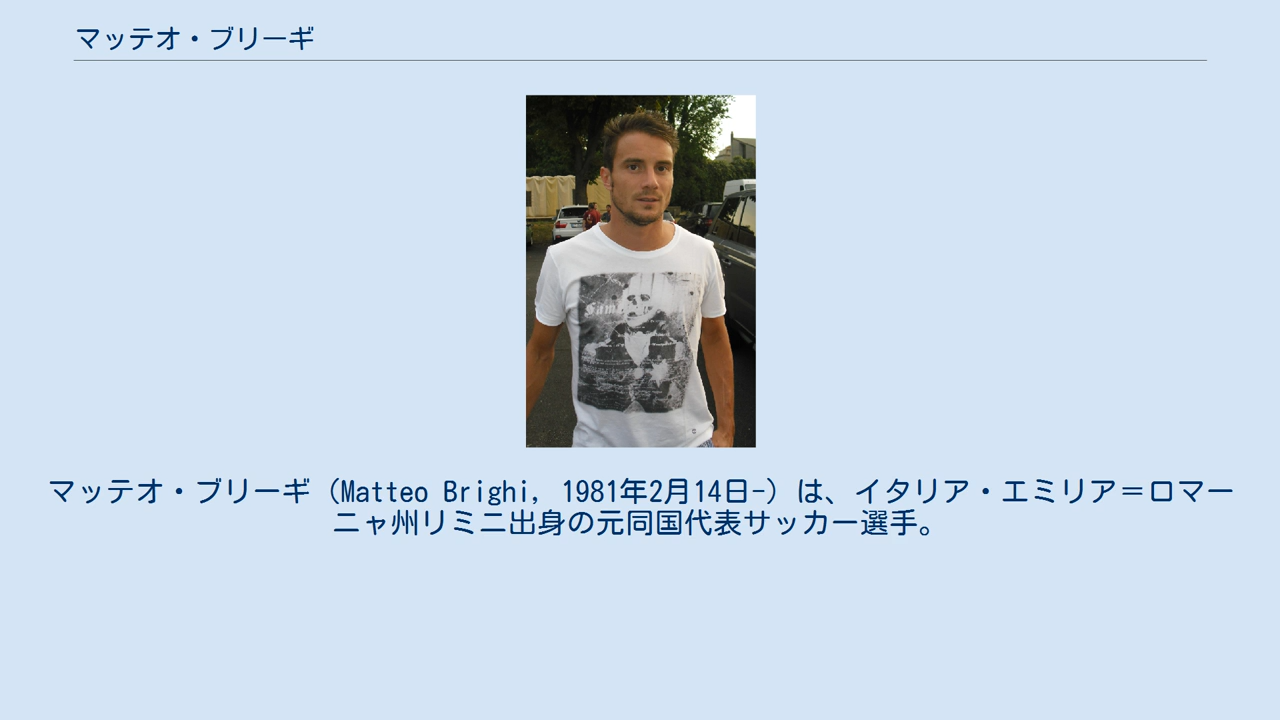 マッテオ・ブリーギ
マッテオ・ブリーギ（Matteo Brighi, 1981年2月14日-）は、イタリア・エミリア＝ロマー
ニャ州リミニ出身の元同国代表サッカー選手。